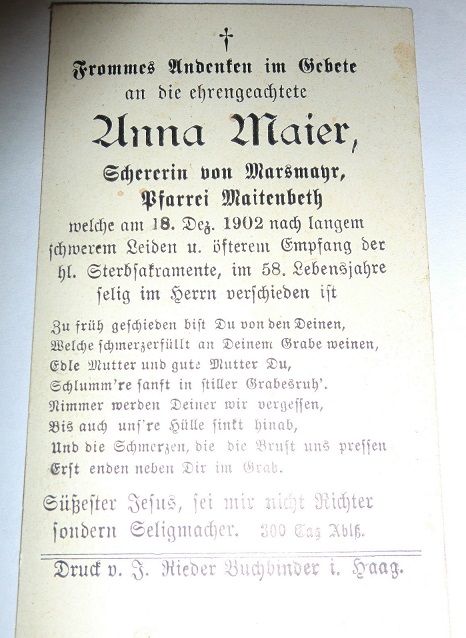 †
Frommes Andenken im Gebete
an die ehrengeachtete
Anna Maier,
Schererin von Marsmayr,
Pfarrei Maitenbeth
welche am 18. Dez. 1902 nach langem
schwerem Leiden u. öfterem Empfang der
hl. Sterbsakramente, im 58. Lebensjahre
selig im Herrn verschieden ist
Zu früh geschieden bist Du von den Deinen,
Welche schmerzerfüllt an Deinem Grabe weinen,
Edle Mutter und gute Mutter Du,
Schlumm're sanft in stiller Grabesruh'.
Nimmer werden Deiner wir vergessen,
Bis auch uns're Hülle sinkt hinab,
Und die Schmerzen, die die Brust uns pressen
Erst enden neben Dir im Grab.
Süßester Jesus, sei mir nicht Richter
sondern Seligmacher. 300 Tag Ablß.
Druck v. J. Rieder Buchbinder i. Haag.